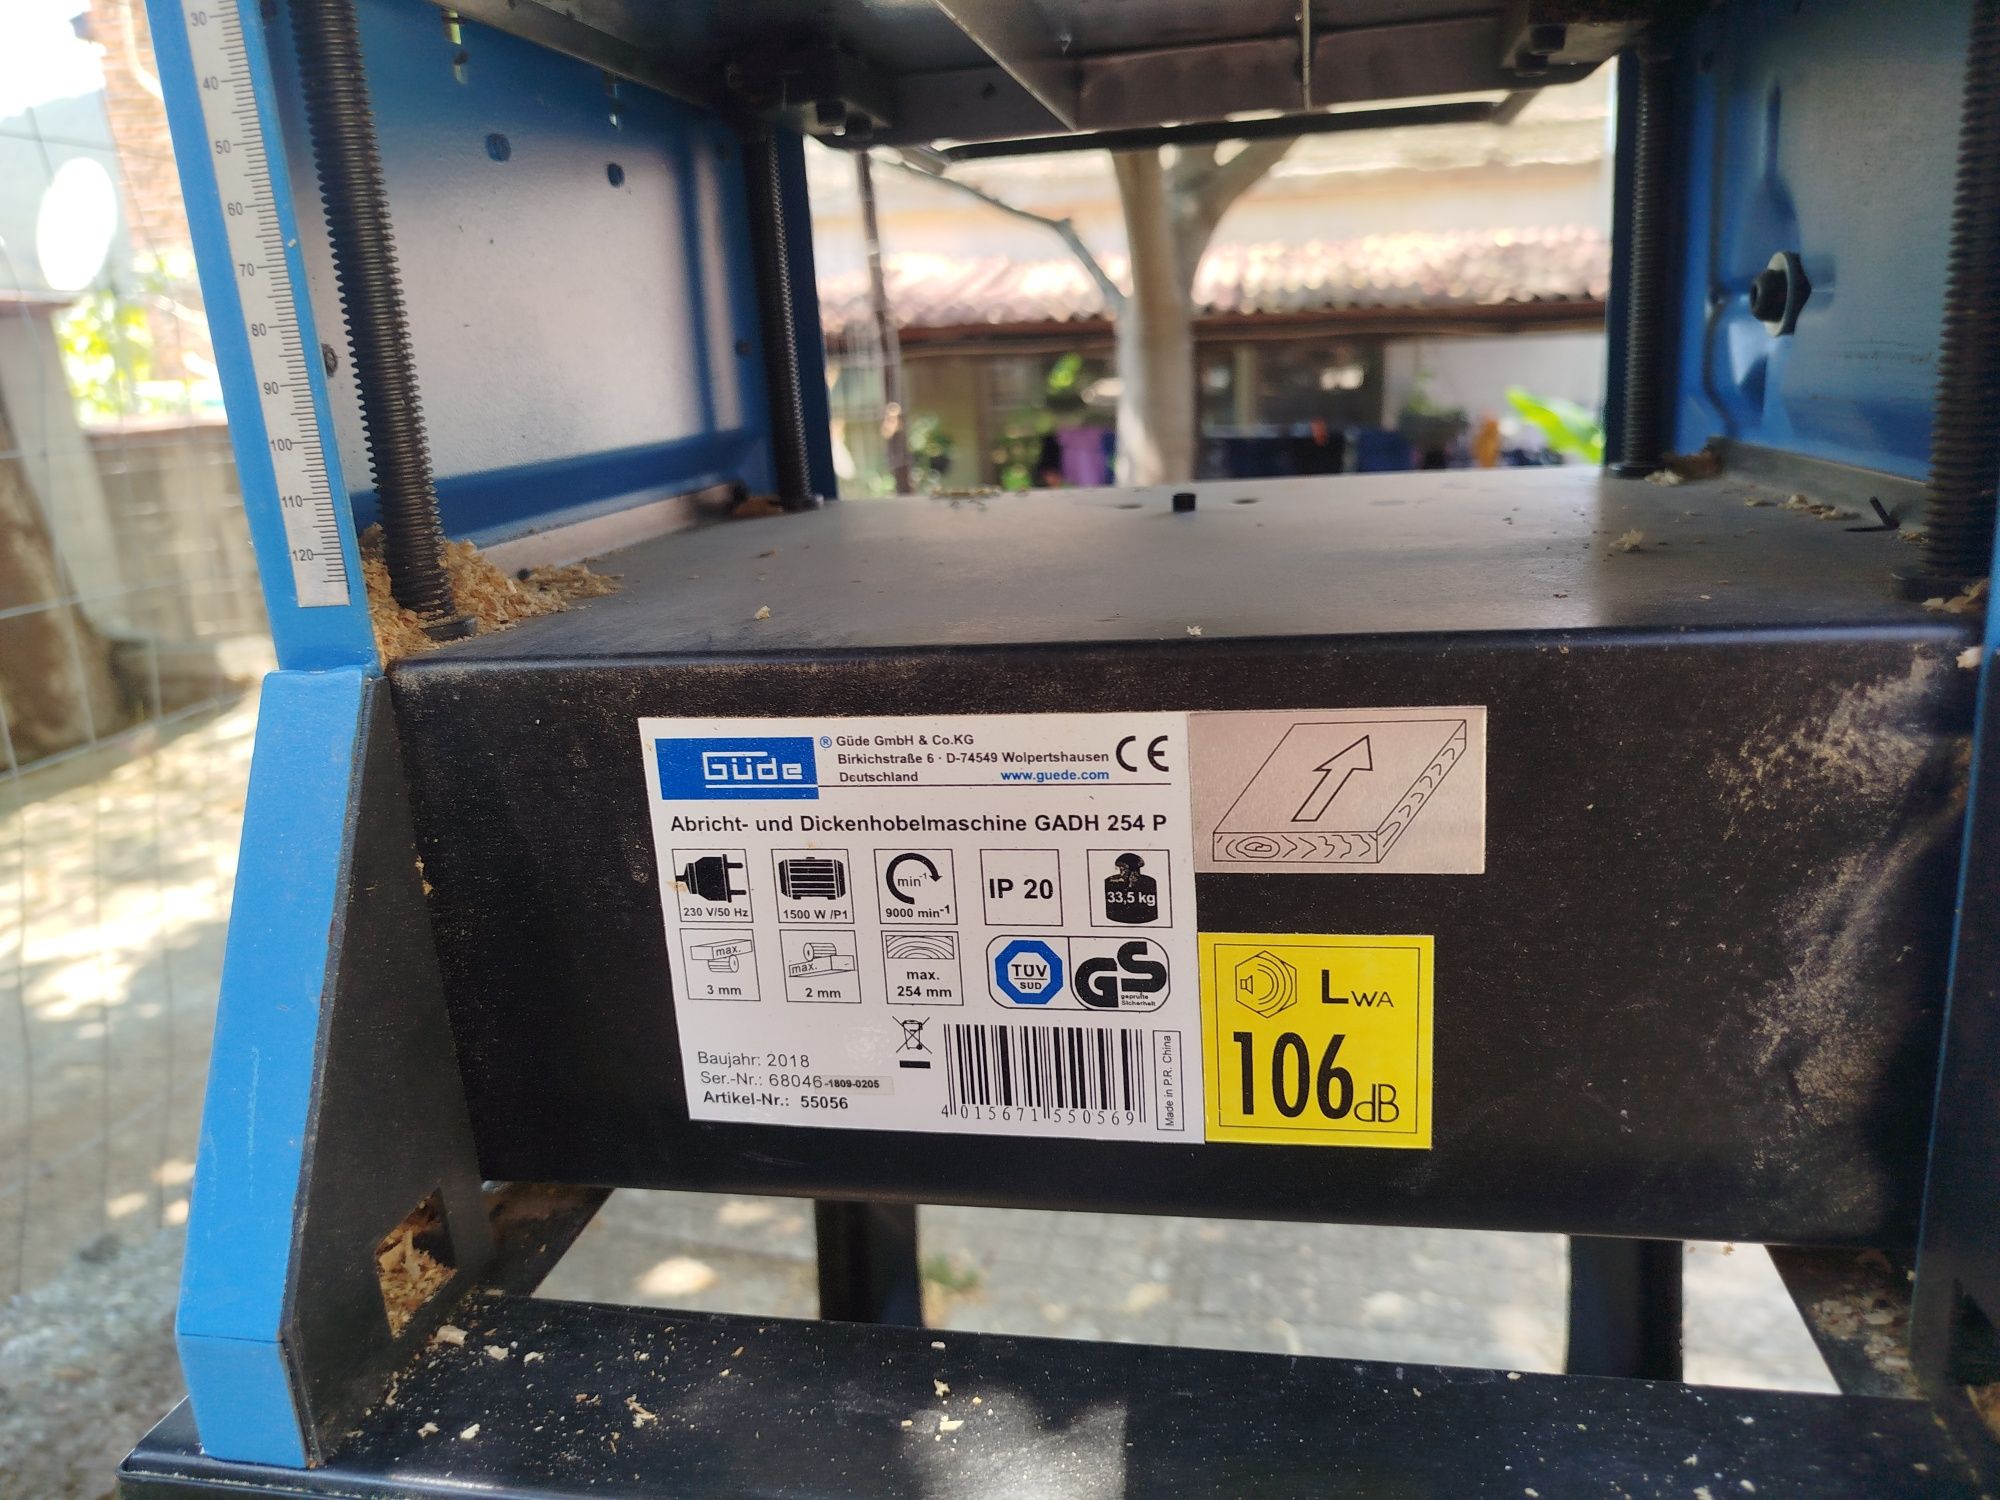 30
40
50
60
70
80
90
100
110
120
Güde ®
Güde GmbH & Co.KG
Birkichstraße 6 · D-74549 Wolpertshausen
Deutschland www.guede.com
CE
Abricht- und Dickenhobelmaschine GADH 254 P
230 V/50 Hz
1500 W /P1
min⁻¹
9000 min⁻¹
IP 20
33,5 kg
max.
3 mm
max.
2 mm
max.
254 mm
TÜV
SÜD
GS
geprüfte
Sicherheit
Baujahr: 2018
Ser.-Nr.: 68046-1809-0205
Artikel-Nr.: 55056
4 015671 550569
Made in P.R. China
LWA
106dB